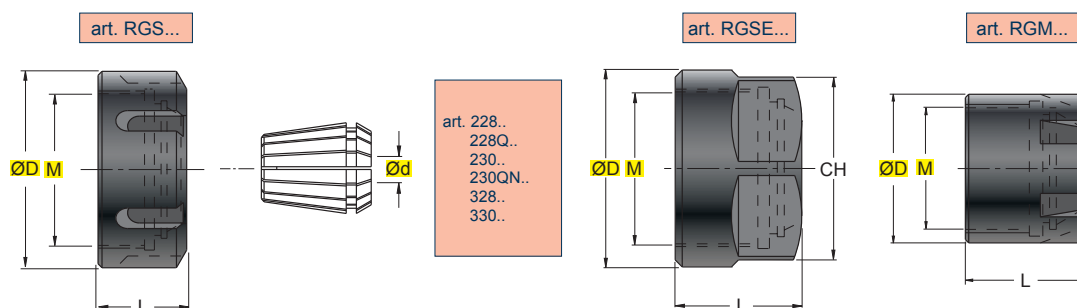 art. RGS...
art. RGSE...
art. RGM...
ØD
M
L
Ød
art. 228..
228Q..
230..
230QN..
328..
330..
ØD
M
CH
L
ØD
M
L